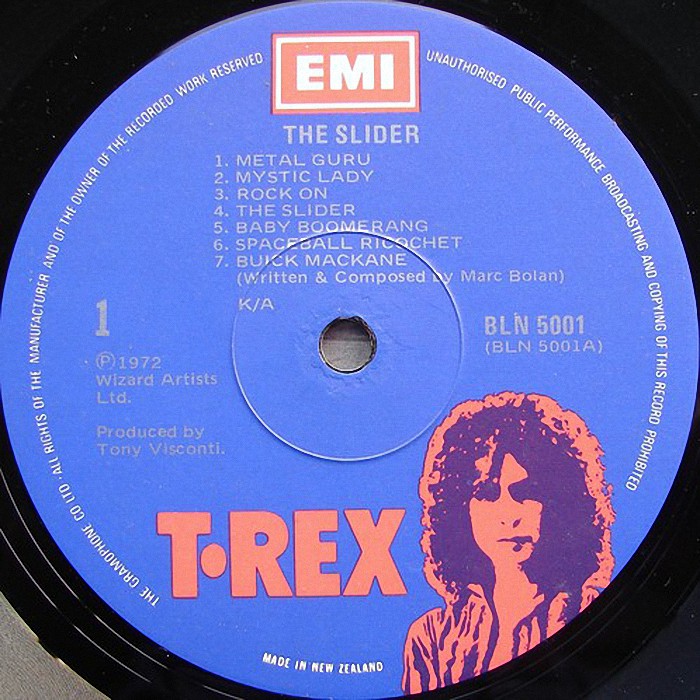 EMI
THE GRAMOPHONE CO LTD · ALL RIGHTS OF THE MANUFACTURER AND OF THE OWNER OF THE RECORDED WORK RESERVED
UNAUTHORISED PUBLIC PERFORMANCE BROADCASTING AND COPYING OF THIS RECORD PROHIBITED
THE SLIDER
1. METAL GURU
2. MYSTIC LADY
3. ROCK ON
4. THE SLIDER
5. BABY BOOMERANG
6. SPACEBALL RICOCHET
7. BUICK MACKANE
(Written & Composed by Marc Bolan)
K/A
1
BLN 5001
(BLN 5001A)
Ⓟ1972
Wizard Artists
Ltd.
Produced by
Tony Visconti.
T•REX
MADE IN NEW ZEALAND